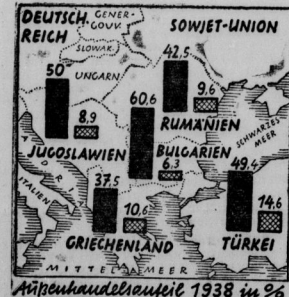 DEUTSCH. GENER-
REICH GOUV.
SOWJET-UNION
SLOWAK.
42,5
50
UNGARN
9,6
60,6
8,9
RUMÄNIEN
SCHWARZES
MEER
JUGOSLAWIEN
BULGARIEN
6,3
49,4
ITALIEN
37,5
10,6
14,6
GRIECHENLAND
TÜRKEI
MITTELMEER
Außenhandelsanteil 1938 in %